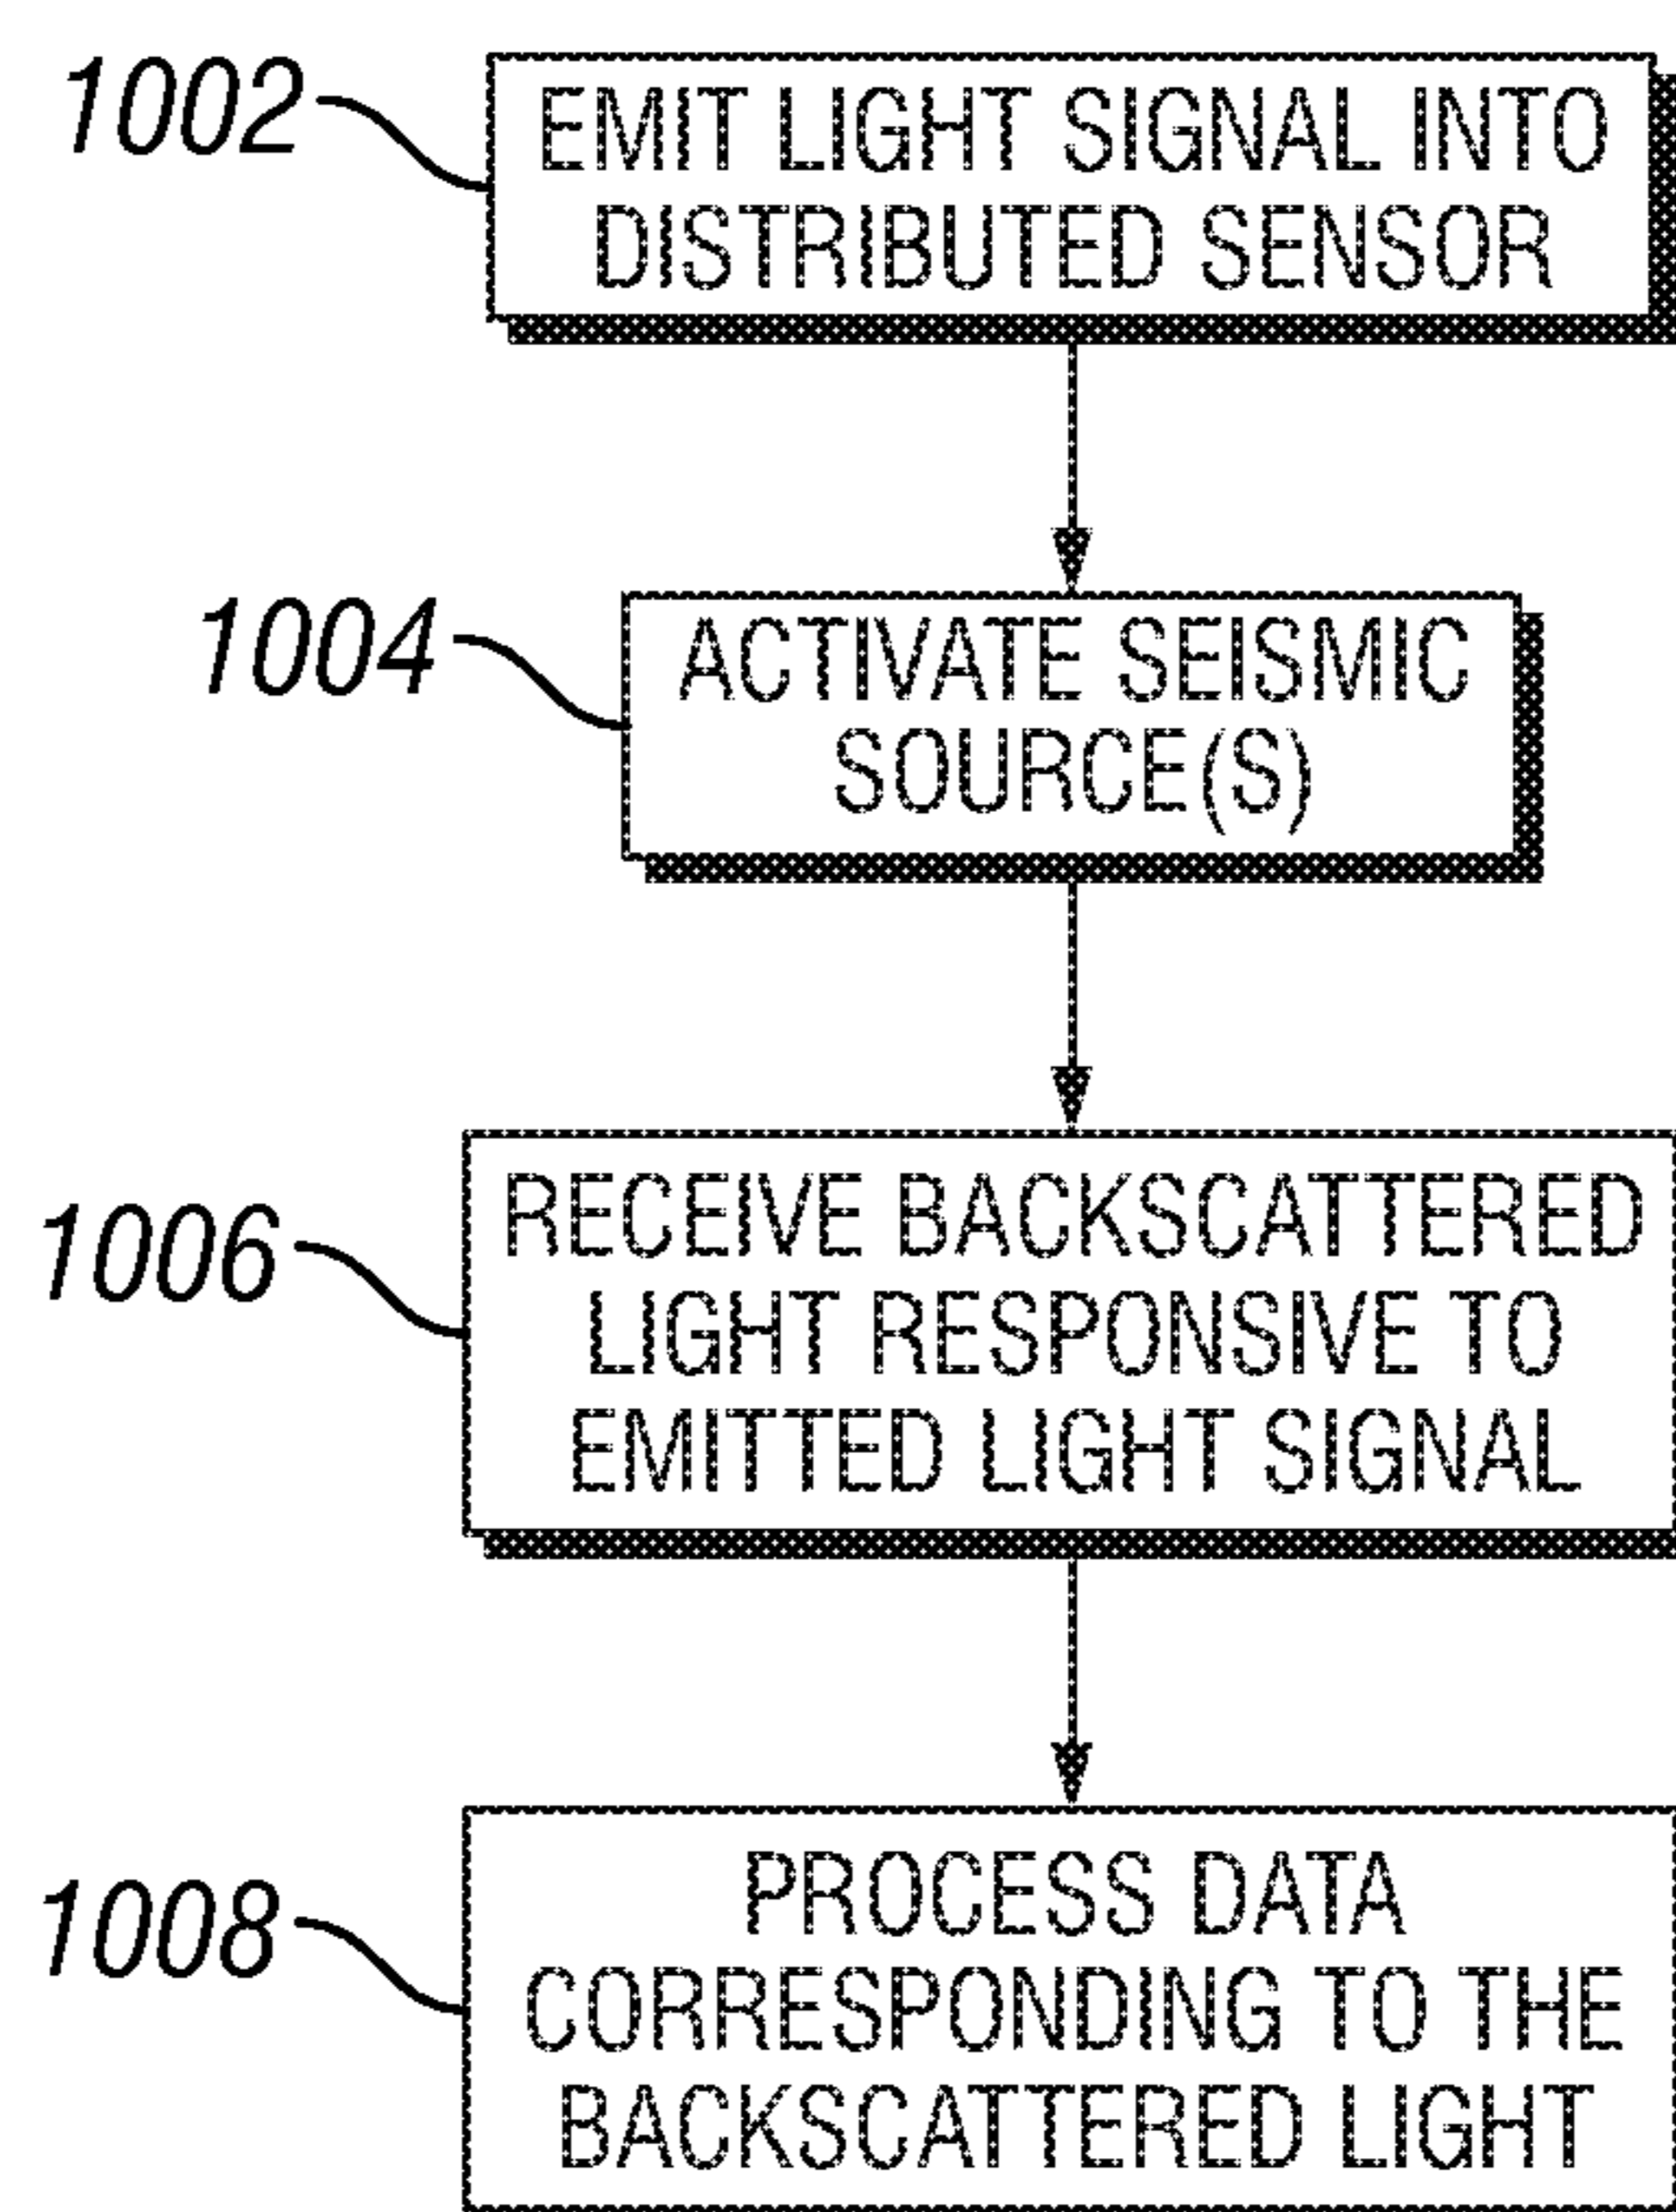 1002
EMIT LIGHT SIGNAL INTO
DISTRIBUTED SENSOR
1004
ACTIVATE SEISMIC
SOURCE(S)
1006
RECEIVE BACKSCATTERED
LIGHT RESPONSIVE TO
EMITTED LIGHT SIGNAL
1008
PROCESS DATA
CORRESPONDING TO THE
BACKSCATTERED LIGHT